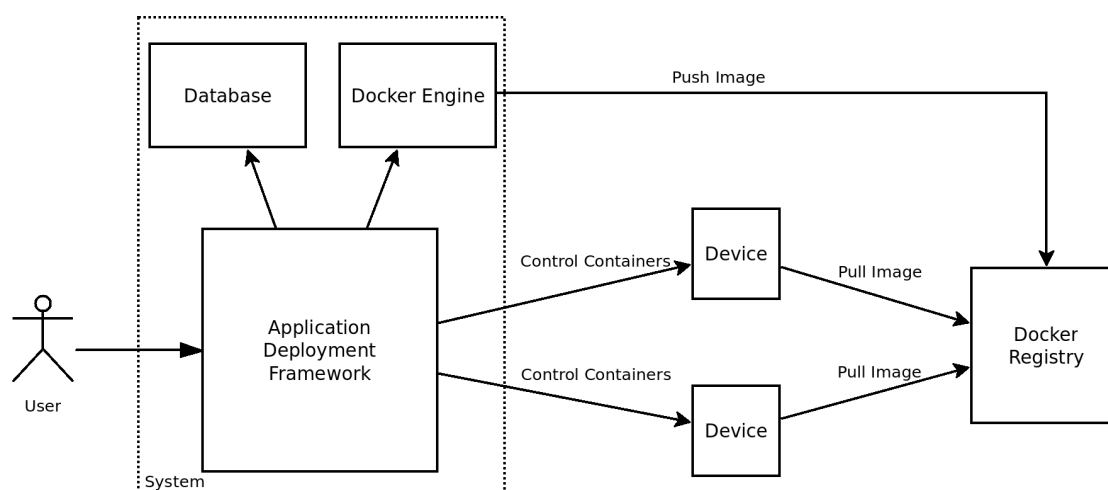 Push Image
Database
Docker Engine
Control Containers
Device
Pull Image
Application
Deployment
Framework
Docker
Registry
Control Containers
Pull Image
User
Device
System